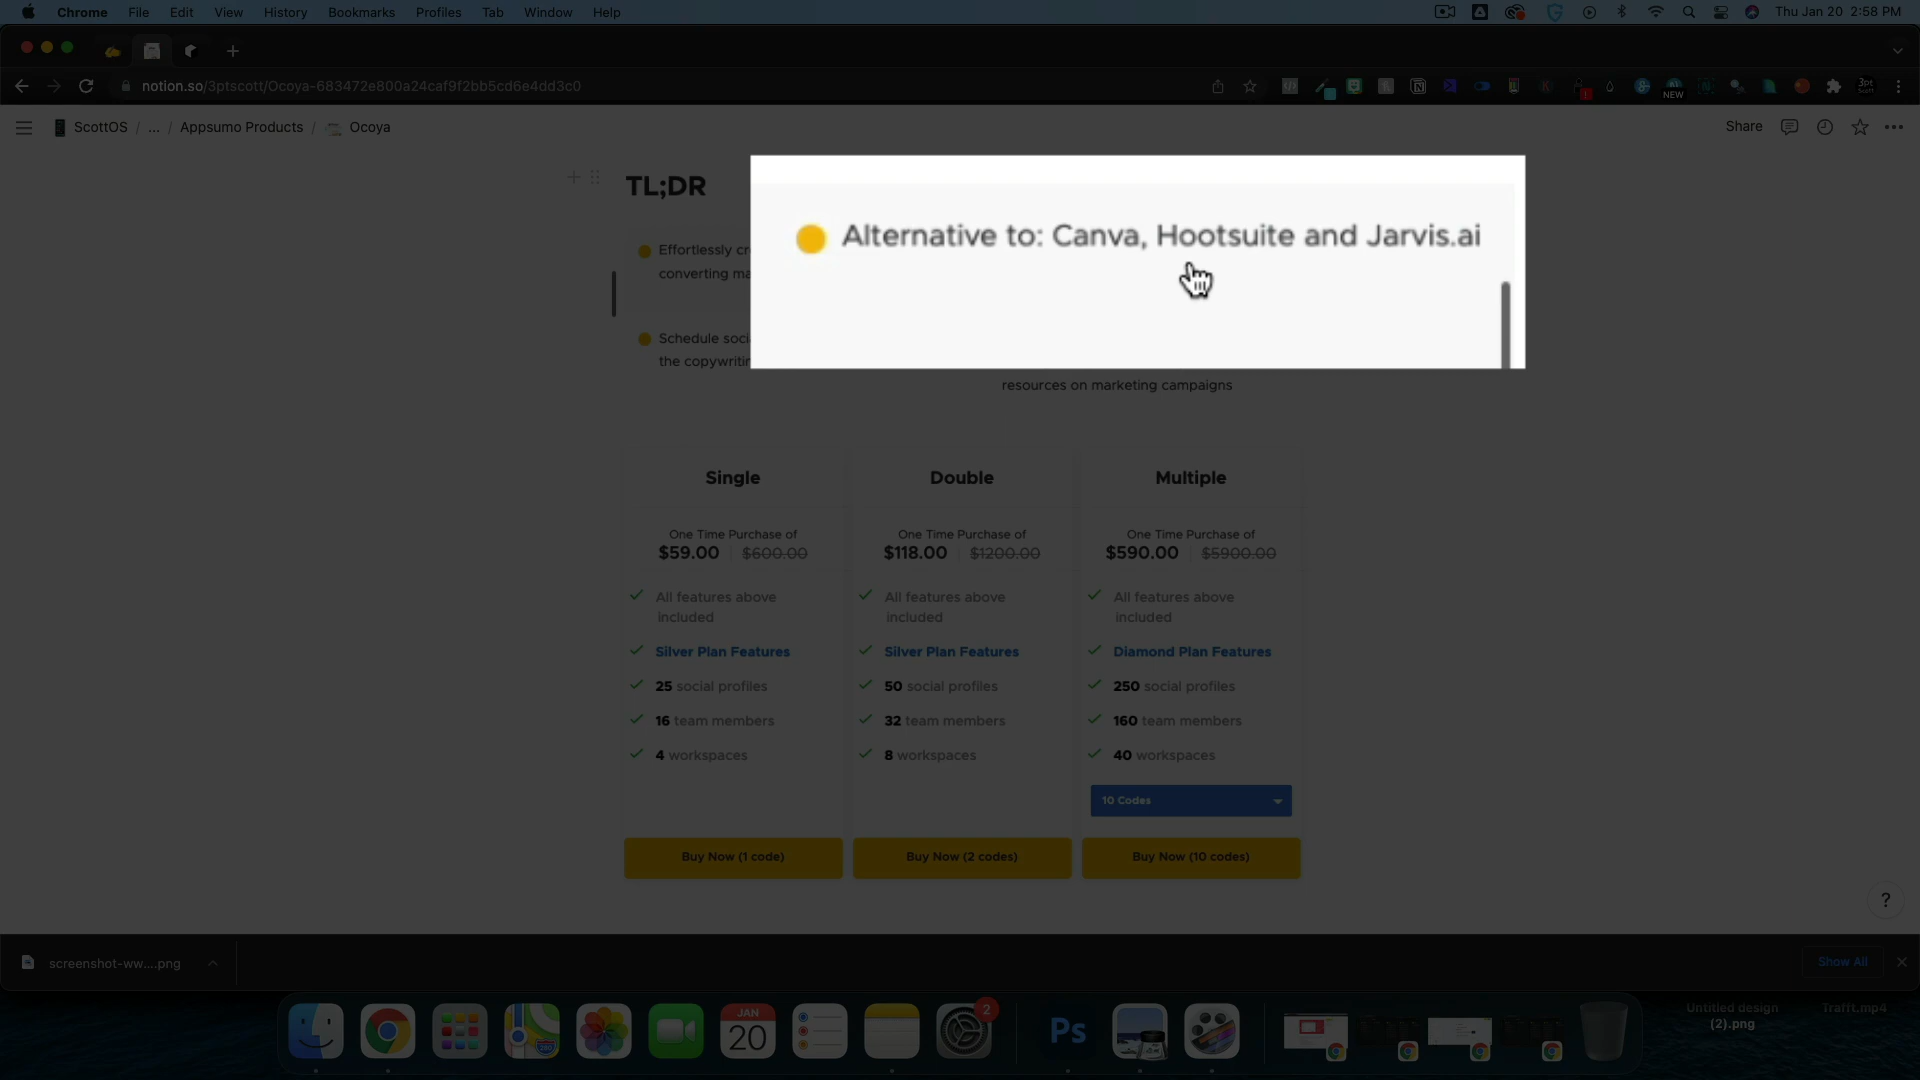 Chrome File Edit View History Bookmarks Profiles Tab Window Help Thu Jan 20 2:58 PM
notion.so/3ptscott/Ocoya-683472e800a24caf9f2bb5cd6e4dd3c0
NEW
ScottOS / ... / Appsumo Products / Ocoya Share
TL;DR
Alternative to: Canva, Hootsuite and Jarvis.ai
Effortlessly
converting
Schedule
the
resources on marketing campaigns
Single Double Multiple
One Time Purchase of One Time Purchase of One Time Purchase of
$59.00 $600.00 $118.00 $1200.00 $590.00 $5900.00
All features above All features above All features above
included included included
Silver Plan Features Silver Plan Features Diamond Plan Features
25 social profiles 50 social profiles 250 social profiles
16 team members 32 team members 160 team members
4 workspaces 8 workspaces 40 workspaces
10 Codes
Buy Now (1 code) Buy Now (2 codes) Buy Now (10 codes)
?
screenshot-ww....png Show All
JAN
20
2
Ps
Untitled design
(2).png
Trafft.mp4